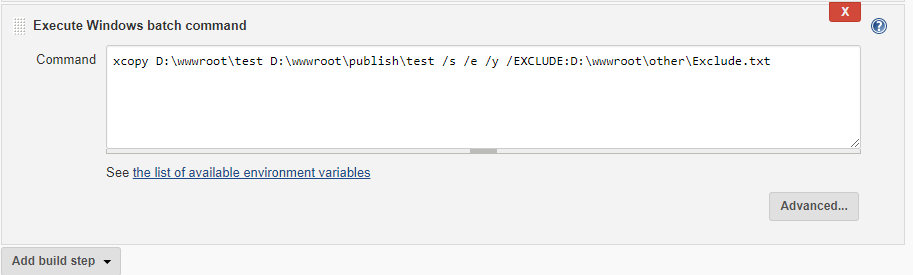 X
Execute Windows batch command
?
Command
xcopy D:\wwwroot\test D:\wwwroot\publish\test /s /e /y /EXCLUDE:D:\wwwroot\other\Exclude.txt
See the list of available environment variables
Advanced...
Add build step